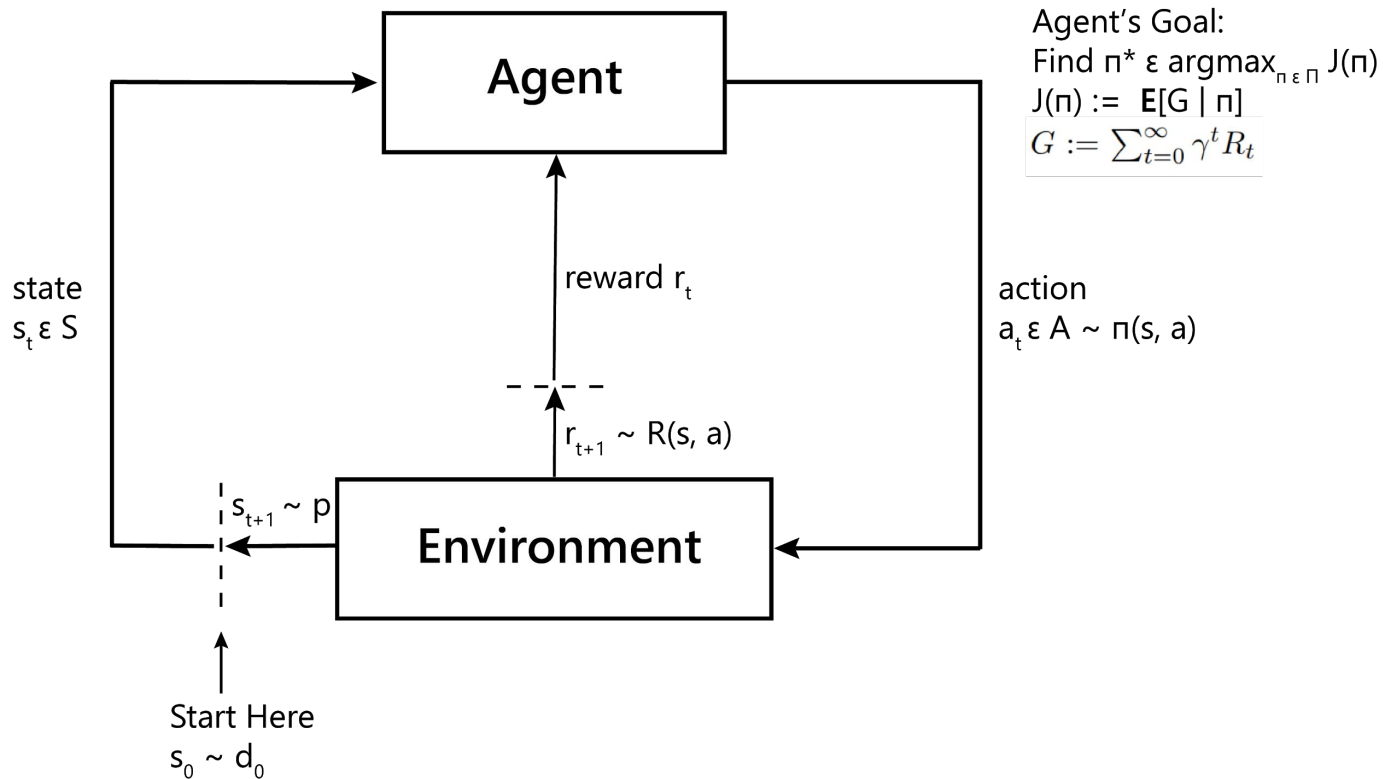 Agent's Goal:
Find π* ε argmax_{π ε Π} J(π)
J(π) := E[G | π]
G := ∑_{t=0}^{∞} γ^t R_t
Agent
state
s_t ε S
reward r_t
action
a_t ε A ~ π(s, a)
r_{t+1} ~ R(s, a)
s_{t+1} ~ p
Environment
Start Here
s_0 ~ d_0